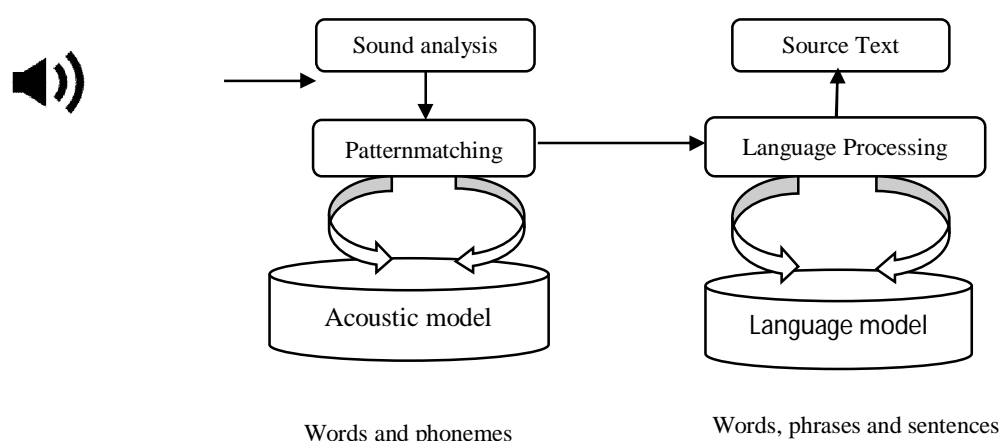 Sound analysis
Source Text
Patternmatching
Language Processing
Acoustic model
Language model
Words and phonemes
Words, phrases and sentences